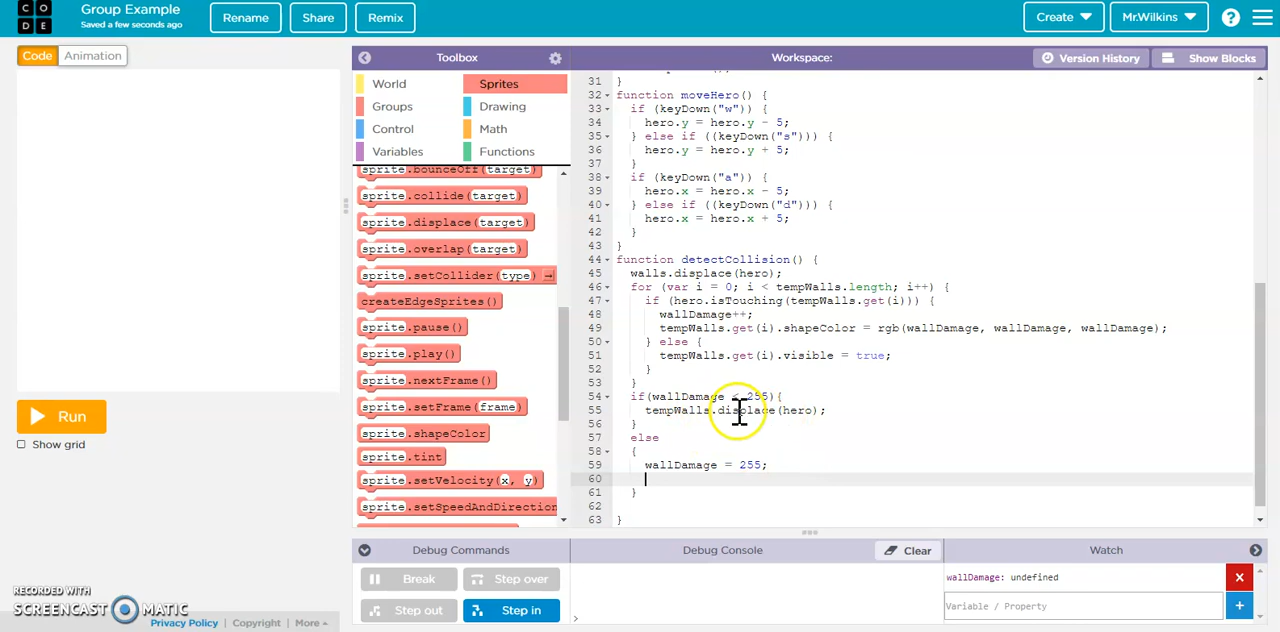 C O
D E
Group Example
Saved a few seconds ago
Rename
Share
Remix
Create
Mr.Wilkins
?
Code
Animation
Toolbox
Workspace:
Version History
Show Blocks
World
Sprites
Groups
Drawing
Control
Math
Variables
Functions
sprite.bounceOff(target)
sprite.collide(target)
sprite.displace(target)
sprite.overlap(target)
sprite.setCollider(type)
createEdgeSprites()
sprite.pause()
sprite.play()
sprite.nextFrame()
sprite.setFrame(frame)
sprite.shapeColor
sprite.tint
sprite.setVelocity(x, y)
sprite.setSpeedAndDirection
31 }
32 function moveHero() {
33 if (keyDown("w")) {
34 hero.y = hero.y - 5;
35 } else if ((keyDown("s"))) {
36 hero.y = hero.y + 5;
37 }
38 if (keyDown("a")) {
39 hero.x = hero.x - 5;
40 } else if ((keyDown("d"))) {
41 hero.x = hero.x + 5;
42 }
43 }
44 function detectCollision() {
45 walls.displace(hero);
46 for (var i = 0; i < tempWalls.length; i++) {
47 if (hero.isTouching(tempWalls.get(i))) {
48 wallDamage++;
49 tempWalls.get(i).shapeColor = rgb(wallDamage, wallDamage, wallDamage);
50 } else {
51 tempWalls.get(i).visible = true;
52 }
53 }
54 if(wallDamage < 255){
55 tempWalls.displace(hero);
56 }
57 else
58 {
59 wallDamage = 255;
60
61 }
62
63 }
Run
Show grid
Debug Commands
Debug Console
Clear
Watch
Break
Step over
Step out
Step in
>
wallDamage: undefined
x
Variable / Property
+
RECORDED WITH
SCREENCAST MATIC
Privacy Policy | Copyright | More